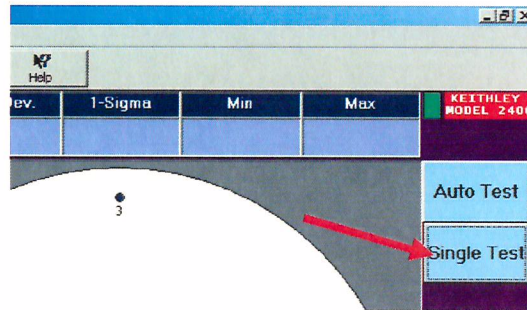 Help
Dev.
1-Sigma
Min
Max
KEITHLEY
MODEL 2400
Auto Test
3
Single Test